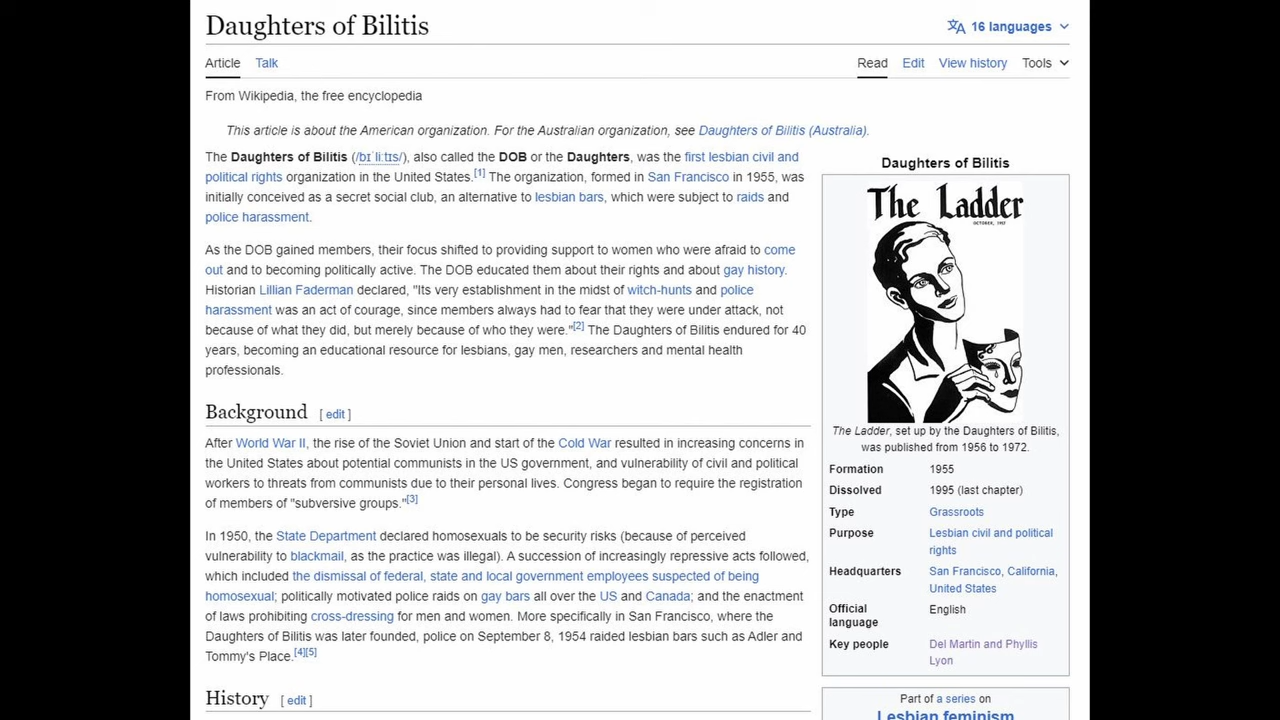 Daughters of Bilitis
16 languages
Article Talk
Read Edit View history Tools
From Wikipedia, the free encyclopedia
This article is about the American organization. For the Australian organization, see Daughters of Bilitis (Australia).
The Daughters of Bilitis (/bɪˈliːtɪs/), also called the DOB or the Daughters, was the first lesbian civil and
political rights organization in the United States.[1] The organization, formed in San Francisco in 1955, was
initially conceived as a secret social club, an alternative to lesbian bars, which were subject to raids and
police harassment.
As the DOB gained members, their focus shifted to providing support to women who were afraid to come
out and to becoming politically active. The DOB educated them about their rights and about gay history.
Historian Lillian Faderman declared, "Its very establishment in the midst of witch-hunts and police
harassment was an act of courage, since members always had to fear that they were under attack, not
because of what they did, but merely because of who they were."[2] The Daughters of Bilitis endured for 40
years, becoming an educational resource for lesbians, gay men, researchers and mental health
professionals.
Background [ edit ]
After World War II, the rise of the Soviet Union and start of the Cold War resulted in increasing concerns in
the United States about potential communists in the US government, and vulnerability of civil and political
workers to threats from communists due to their personal lives. Congress began to require the registration
of members of "subversive groups."[3]
In 1950, the State Department declared homosexuals to be security risks (because of perceived
vulnerability to blackmail, as the practice was illegal). A succession of increasingly repressive acts followed,
which included the dismissal of federal, state and local government employees suspected of being
homosexual; politically motivated police raids on gay bars all over the US and Canada; and the enactment
of laws prohibiting cross-dressing for men and women. More specifically in San Francisco, where the
Daughters of Bilitis was later founded, police on September 8, 1954 raided lesbian bars such as Adler and
Tommy's Place.[4][5]
History [ edit ]
Daughters of Bilitis
The Ladder
OCTOBER, 1957
The Ladder, set up by the Daughters of Bilitis,
was published from 1956 to 1972.
Formation 1955
Dissolved 1995 (last chapter)
Type Grassroots
Purpose Lesbian civil and political
rights
Headquarters San Francisco, California,
United States
Official English
language
Key people Del Martin and Phyllis
Lyon
Part of a series on
Lesbian feminism